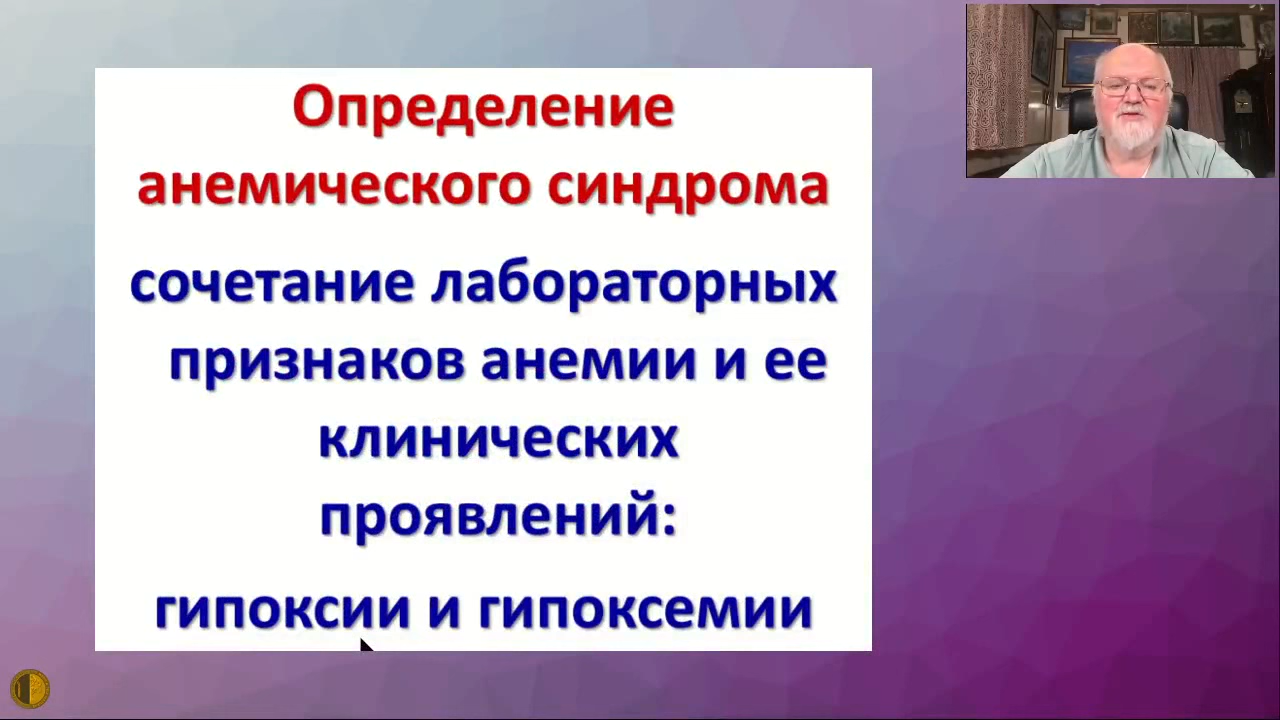 Определение
анемического синдрома
сочетание лабораторных
признаков анемии и ее
клинических
проявлений:
гипоксии и гипоксемии